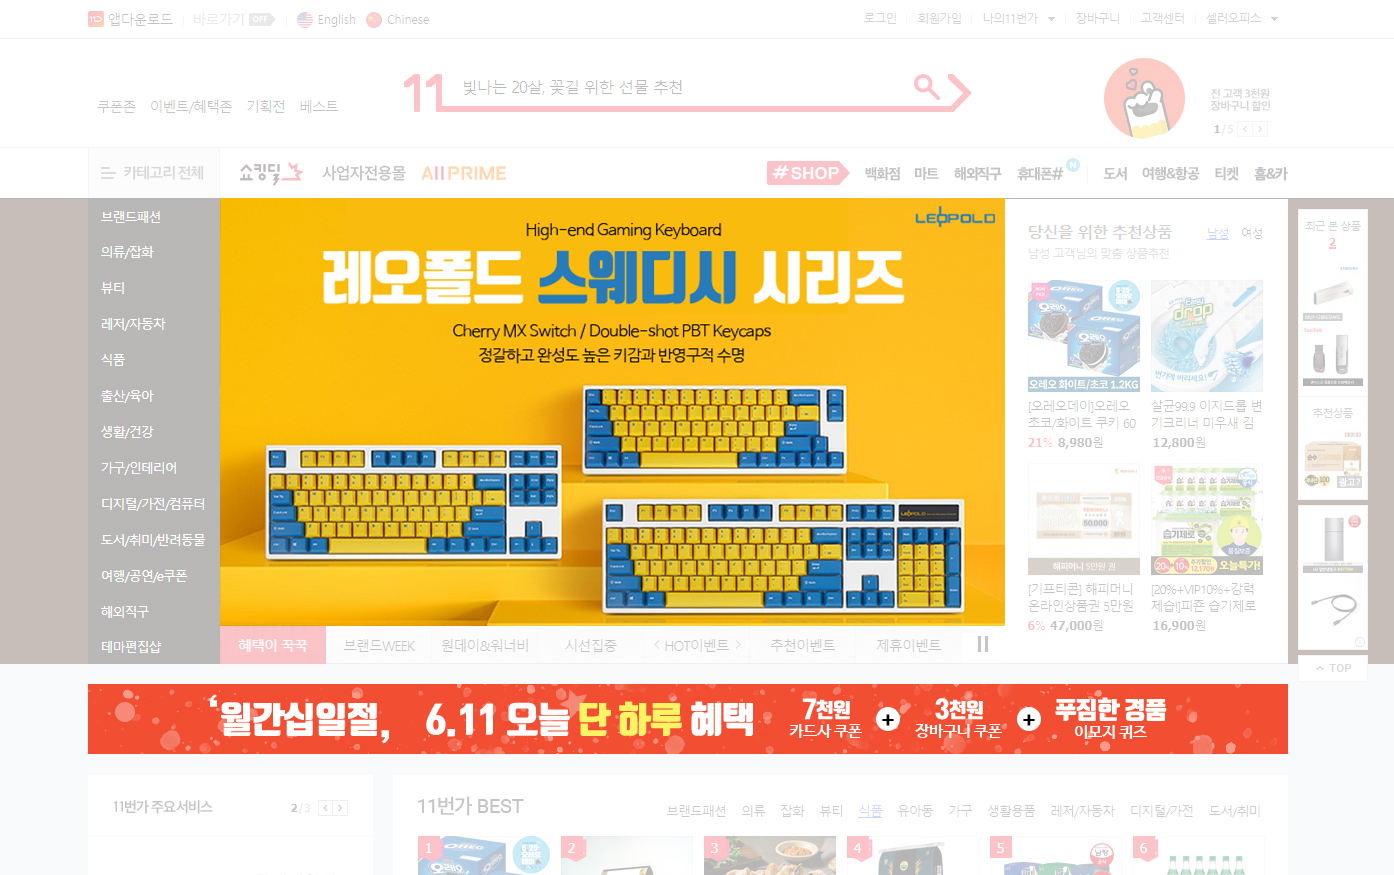 앱다운로드
바로가기 OFF
English
Chinese
로그인
회원가입
나의11번가
장바구니
고객센터
셀러오피스
쿠폰존
이벤트/혜택존
기획전
베스트
11
빛나는 20살, 꽃길 위한 선물 추천
전 고객 3천원
장바구니 할인
1/5
카테고리 전체
쇼킹딜
사업자전용몰
All PRIME
#SHOP
백화점
마트
해외직구
휴대폰#
N
도서
여행&항공
티켓
홈&카
브랜드패션
의류/잡화
뷰티
레저/자동차
식품
출산/육아
생활/건강
가구/인테리어
디지털/가전/컴퓨터
도서/취미/반려동물
여행/공연/e쿠폰
해외직구
테마편집샵
LEOPOLD
High-end Gaming Keyboard
레오폴드 스웨디시 시리즈
Cherry MX Switch / Double-shot PBT Keycaps
정갈하고 완성도 높은 키감과 반영구적 수명
혜택이 꾹꾹
브랜드WEEK
원데이&워너비
시선집중
HOT이벤트
추천이벤트
제휴이벤트
당신을 위한 추천상품
남성
여성
남성 고객님의 맞춤 상품추천
오레오 화이트/초코 1.2KG
[오레오데이]오레오
초코/화이트 쿠키 60
21% 8,980원
Easy drop
변기에 버리세요!
살균99.9 이지드롭 변
기크리너 미우새 김
12,800원
50,000
해피머니 5만원 권
[기프티콘] 해피머니
온라인상품권 5만원
6% 47,000원
습기제로
오늘특가!
[20%+VIP10%+강력
제습!]피죤 습기제로
16,900원
최근 본 상품
2
추천상품
광고?
TOP
월간십일절,
6.11 오늘 단 하루 혜택
7천원
카드사 쿠폰
+
3천원
장바구니 쿠폰
+
푸짐한 경품
이모지 퀴즈
11번가 주요서비스
2/3
11번가 BEST
브랜드패션
의류
잡화
뷰티
식품
유아동
가구
생활용품
레저/자동차
디지털/가전
도서/취미
1
2
3
4
5
6